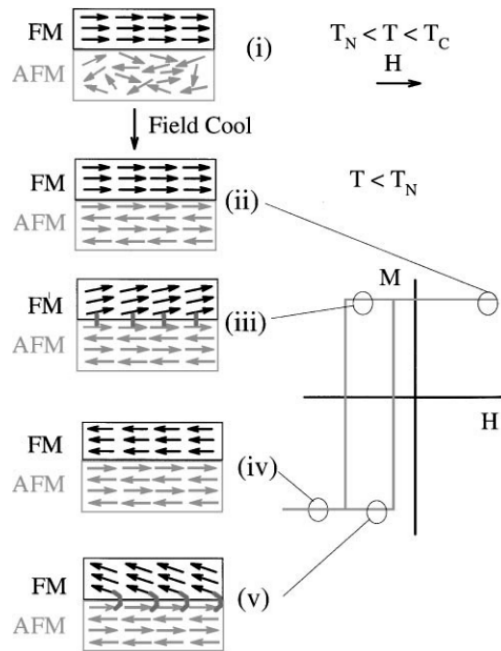 FM
AFM
(i)
T_N < T < T_C
H
Field Cool
FM
AFM
(ii)
T < T_N
FM
AFM
(iii)
M
H
FM
AFM
(iv)
FM
AFM
(v)